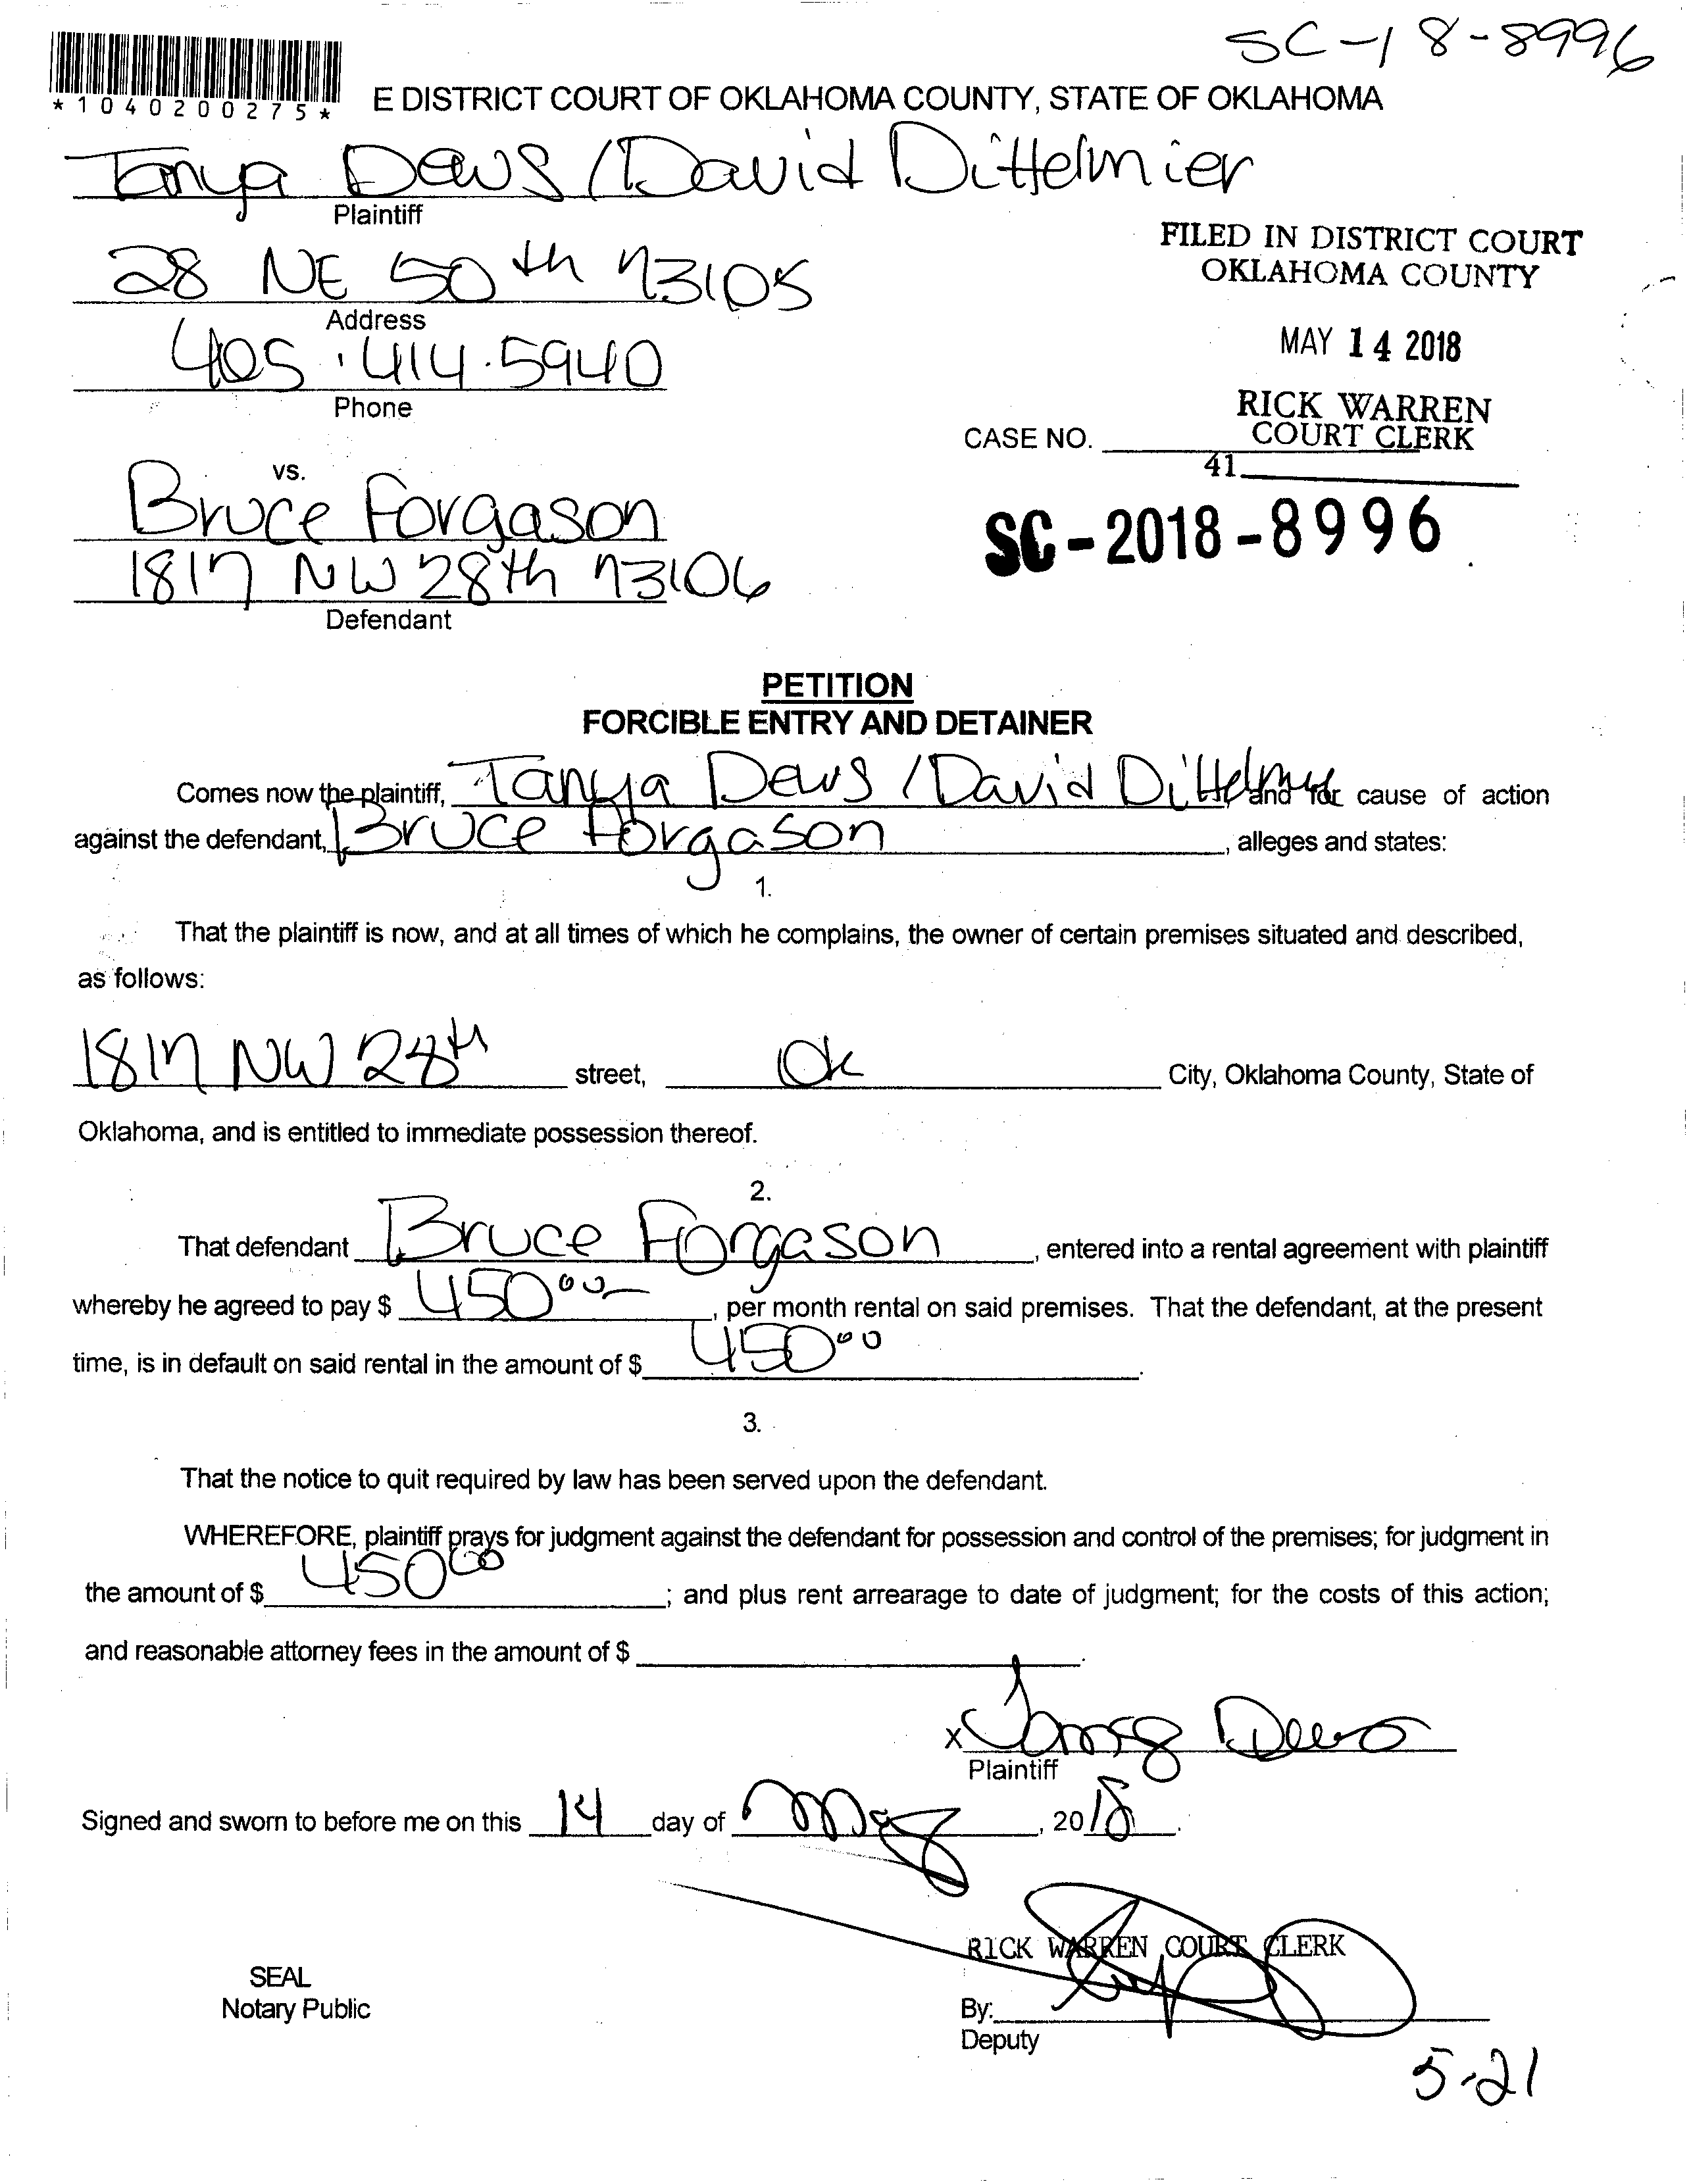 SC-18-8996
*1040200275*
E DISTRICT COURT OF OKLAHOMA COUNTY, STATE OF OKLAHOMA
Tanya Dews / David Dittelmier
Plaintiff
FILED IN DISTRICT COURT
OKLAHOMA COUNTY
28 NE 50th 73105
Address
MAY 14 2018
405.414.5940
Phone
RICK WARREN
COURT CLERK
CASE NO.
41
vs.
Bruce Forgason
SC-2018-8996
1817 NW 28th 73106
Defendant
PETITION
FORCIBLE ENTRY AND DETAINER
Comes now the plaintiff, Tanya Dews / David, and for cause of action
against the defendant, Bruce Forgason, alleges and states:
1.
That the plaintiff is now, and at all times of which he complains, the owner of certain premises situated and described,
as follows:
1817 NW 28th street, Ok City, Oklahoma County, State of
Oklahoma, and is entitled to immediate possession thereof.
2.
That defendant Bruce Forgason, entered into a rental agreement with plaintiff
whereby he agreed to pay $ 450 00, per month rental on said premises. That the defendant, at the present
time, is in default on said rental in the amount of $ 450 00.
3.
That the notice to quit required by law has been served upon the defendant.
WHEREFORE, plaintiff prays for judgment against the defendant for possession and control of the premises; for judgment in
the amount of $ 450 00; and plus rent arrearage to date of judgment; for the costs of this action;
and reasonable attorney fees in the amount of $ .
x Tanya Dews
Plaintiff
Signed and sworn to before me on this 14 day of May, 2018.
RICK WARREN COURT CLERK
SEAL
Notary Public
By:
Deputy
5-21